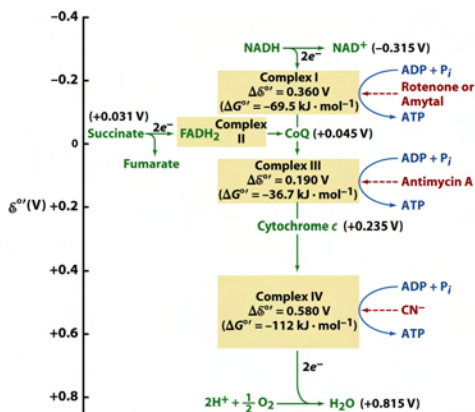 −0.4
NADH NAD⁺ (−0.315 V)
2e⁻
ADP + Pᵢ
Complex I
−0.2
Δℰ°′ = 0.360 V
Rotenone or
(ΔG°′ = −69.5 kJ · mol⁻¹)
Amytal
ATP
(+0.031 V)
Succinate 2e⁻ FADH₂ Complex CoQ (+0.045 V)
0
II
ADP + Pᵢ
Fumarate
Complex III
Δℰ°′ = 0.190 V
Antimycin A
(ΔG°′ = −36.7 kJ · mol⁻¹)
ℰ°′(V) +0.2
ATP
Cytochrome c (+0.235 V)
+0.4
ADP + Pᵢ
Complex IV
Δℰ°′ = 0.580 V
CN⁻
(ΔG°′ = −112 kJ · mol⁻¹)
+0.6
ATP
2e⁻
+0.8
2H⁺ + 1/2 O₂ H₂O (+0.815 V)